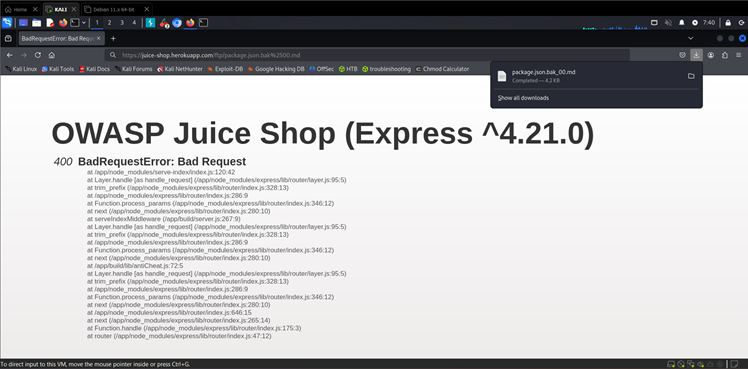 Home KALI Debian 11.x 64-bit
1 2 3 4 7:40
BadRequestError: Bad Reque
https://juice-shop.herokuapp.com/ftp/package.json.bak%2500.md
Kali Linux Kali Tools Kali Docs Kali Forums Kali NetHunter Exploit-DB Google Hacking DB OffSec HTB troubleshooting Chmod Calculator
package.json.bak_00.md
Completed — 4.2 KB
Show all downloads
OWASP Juice Shop (Express ^4.21.0)
400 BadRequestError: Bad Request
at /app/node_modules/serve-index/index.js:120:42
at Layer.handle [as handle_request] (/app/node_modules/express/lib/router/layer.js:95:5)
at trim_prefix (/app/node_modules/express/lib/router/index.js:328:13)
at /app/node_modules/express/lib/router/index.js:286:9
at Function.process_params (/app/node_modules/express/lib/router/index.js:346:12)
at next (/app/node_modules/express/lib/router/index.js:280:10)
at serveIndexMiddleware (/app/build/server.js:267:9)
at Layer.handle [as handle_request] (/app/node_modules/express/lib/router/layer.js:95:5)
at trim_prefix (/app/node_modules/express/lib/router/index.js:328:13)
at /app/node_modules/express/lib/router/index.js:286:9
at Function.process_params (/app/node_modules/express/lib/router/index.js:346:12)
at next (/app/node_modules/express/lib/router/index.js:280:10)
at /app/build/lib/antiCheat.js:72:5
at Layer.handle [as handle_request] (/app/node_modules/express/lib/router/layer.js:95:5)
at trim_prefix (/app/node_modules/express/lib/router/index.js:328:13)
at /app/node_modules/express/lib/router/index.js:286:9
at Function.process_params (/app/node_modules/express/lib/router/index.js:346:12)
at next (/app/node_modules/express/lib/router/index.js:280:10)
at /app/node_modules/express/lib/router/index.js:646:15
at next (/app/node_modules/express/lib/router/index.js:265:14)
at Function.handle (/app/node_modules/express/lib/router/index.js:175:3)
at router (/app/node_modules/express/lib/router/index.js:47:12)
To direct input to this VM, move the mouse pointer inside or press Ctrl+G.